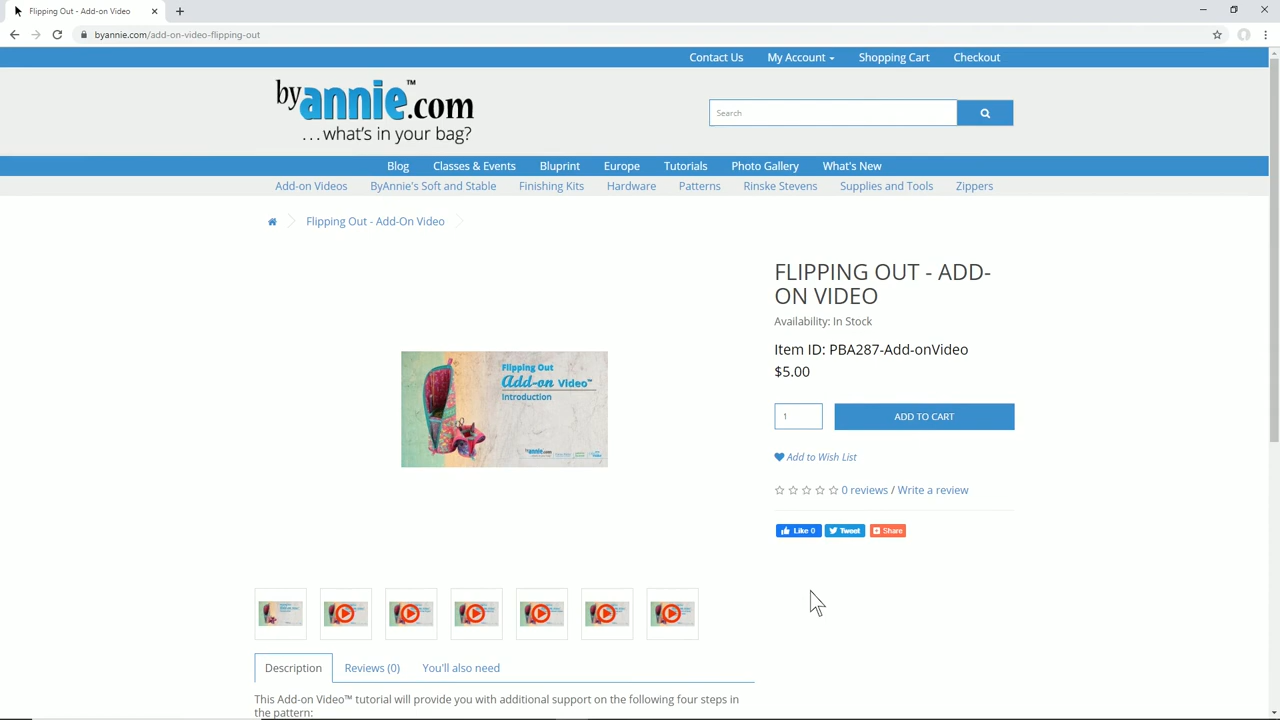 Flipping Out - Add-on Video
byannie.com/add-on-video-flipping-out
Contact Us My Account Shopping Cart Checkout
byannie.com™
...what's in your bag?
Search
Blog Classes & Events Bluprint Europe Tutorials Photo Gallery What's New
Add-on Videos ByAnnie's Soft and Stable Finishing Kits Hardware Patterns Rinske Stevens Supplies and Tools Zippers
Flipping Out - Add-On Video
FLIPPING OUT - ADD-
ON VIDEO
Availability: In Stock
Item ID: PBA287-Add-onVideo
$5.00
1 ADD TO CART
Add to Wish List
0 reviews / Write a review
Like 0 Tweet Share
Flipping Out
Add-on Video™
Introduction
Description Reviews (0) You'll also need
This Add-on Video™ tutorial will provide you with additional support on the following four steps in
the pattern: